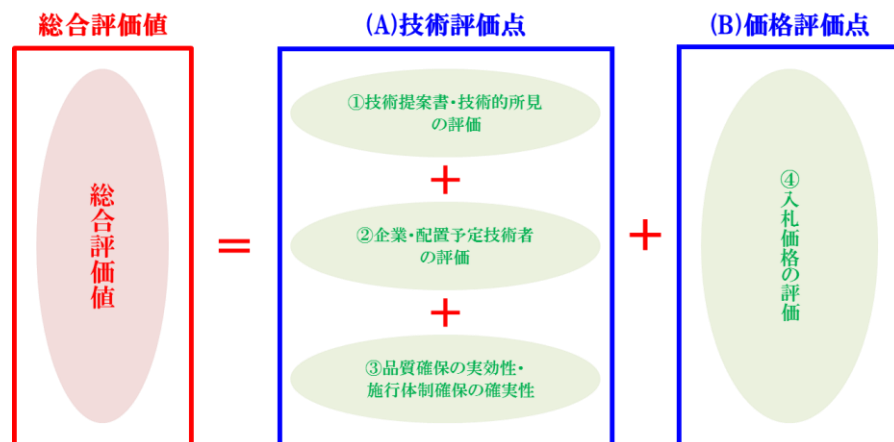 総合評価値
(A)技術評価点
(B)価格評価点
総合評価値
=
①技術提案書・技術的所見
の評価
+
②企業・配置予定技術者
の評価
+
③品質確保の実効性・
施行体制確保の確実性
+
④入札価格の評価